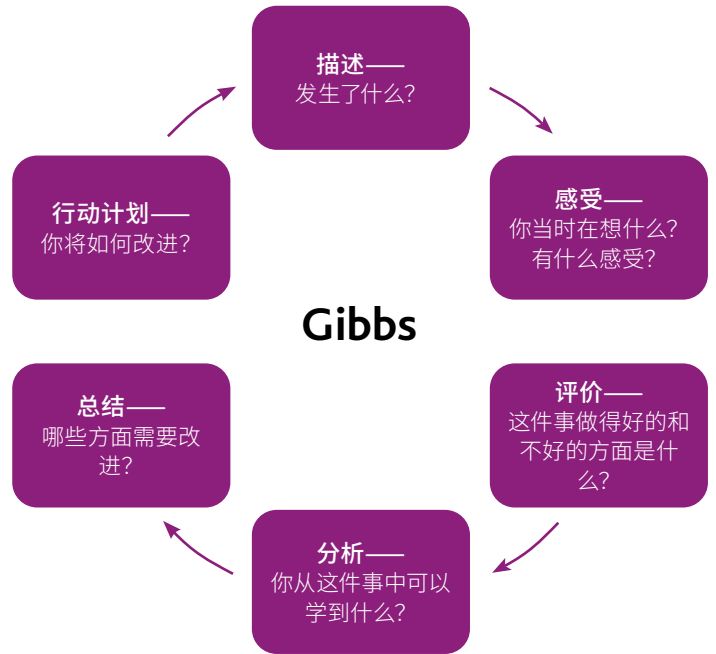 描述——
发生了什么？
感受——
你当时在想什么？
有什么感受？
评价——
这件事做得好的和
不好的方面是什
么？
分析——
你从这件事中可以
学到什么？
总结——
哪些方面需要改
进？
行动计划——
你将如何改进？
Gibbs